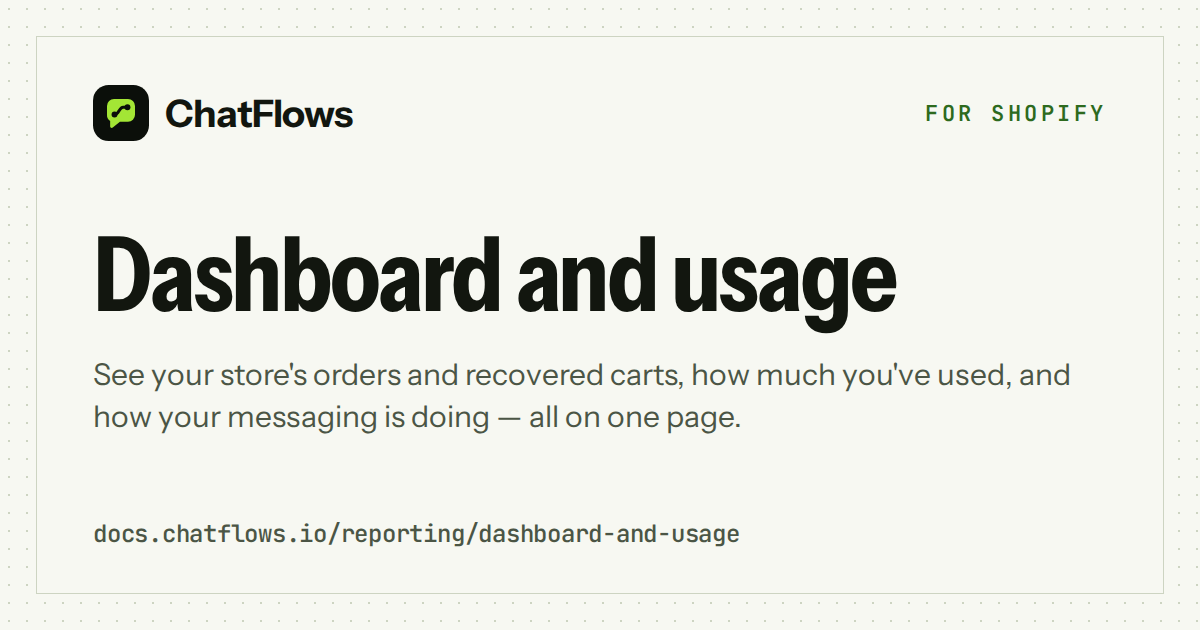 ChatFlows
FOR SHOPIFY
Dashboard and usage
See your store's orders and recovered carts, how much you've used, and
how your messaging is doing — all on one page.
docs.chatflows.io/reporting/dashboard-and-usage